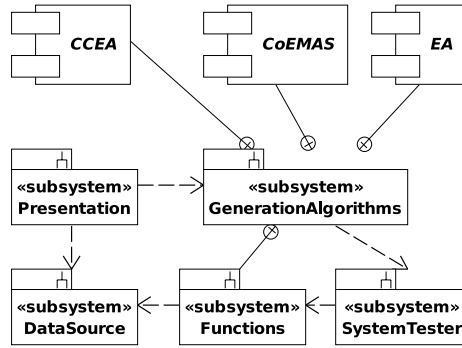 CCEA
CoEMAS
EA
«subsystem»
Presentation
«subsystem»
GenerationAlgorithms
«subsystem»
DataSource
«subsystem»
Functions
«subsystem»
SystemTester